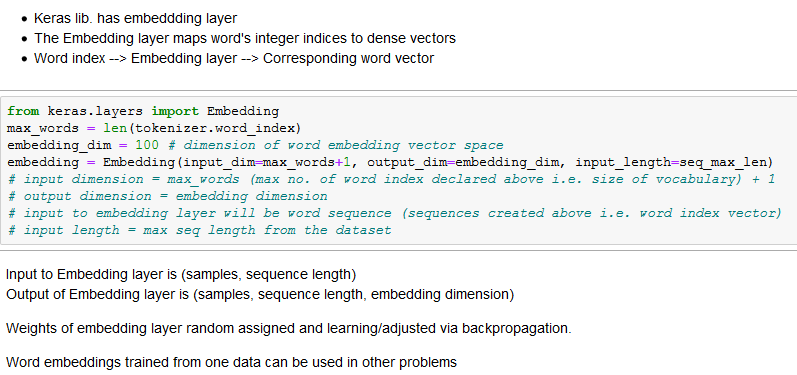 • Keras lib. has embeddding layer
• The Embedding layer maps word's integer indices to dense vectors
• Word index --> Embedding layer --> Corresponding word vector
from keras.layers import Embedding
max_words = len(tokenizer.word_index)
embedding_dim = 100 # dimension of word embedding vector space
embedding = Embedding(input_dim=max_words+1, output_dim=embedding_dim, input_length=seq_max_len)
# input dimension = max_words (max no. of word index declared above i.e. size of vocabulary) + 1
# output dimension = embedding dimension
# input to embedding layer will be word sequence (sequences created above i.e. word index vector)
# input length = max seq length from the dataset
Input to Embedding layer is (samples, sequence length)
Output of Embedding layer is (samples, sequence length, embedding dimension)
Weights of embedding layer random assigned and learning/adjusted via backpropagation.
Word embeddings trained from one data can be used in other problems